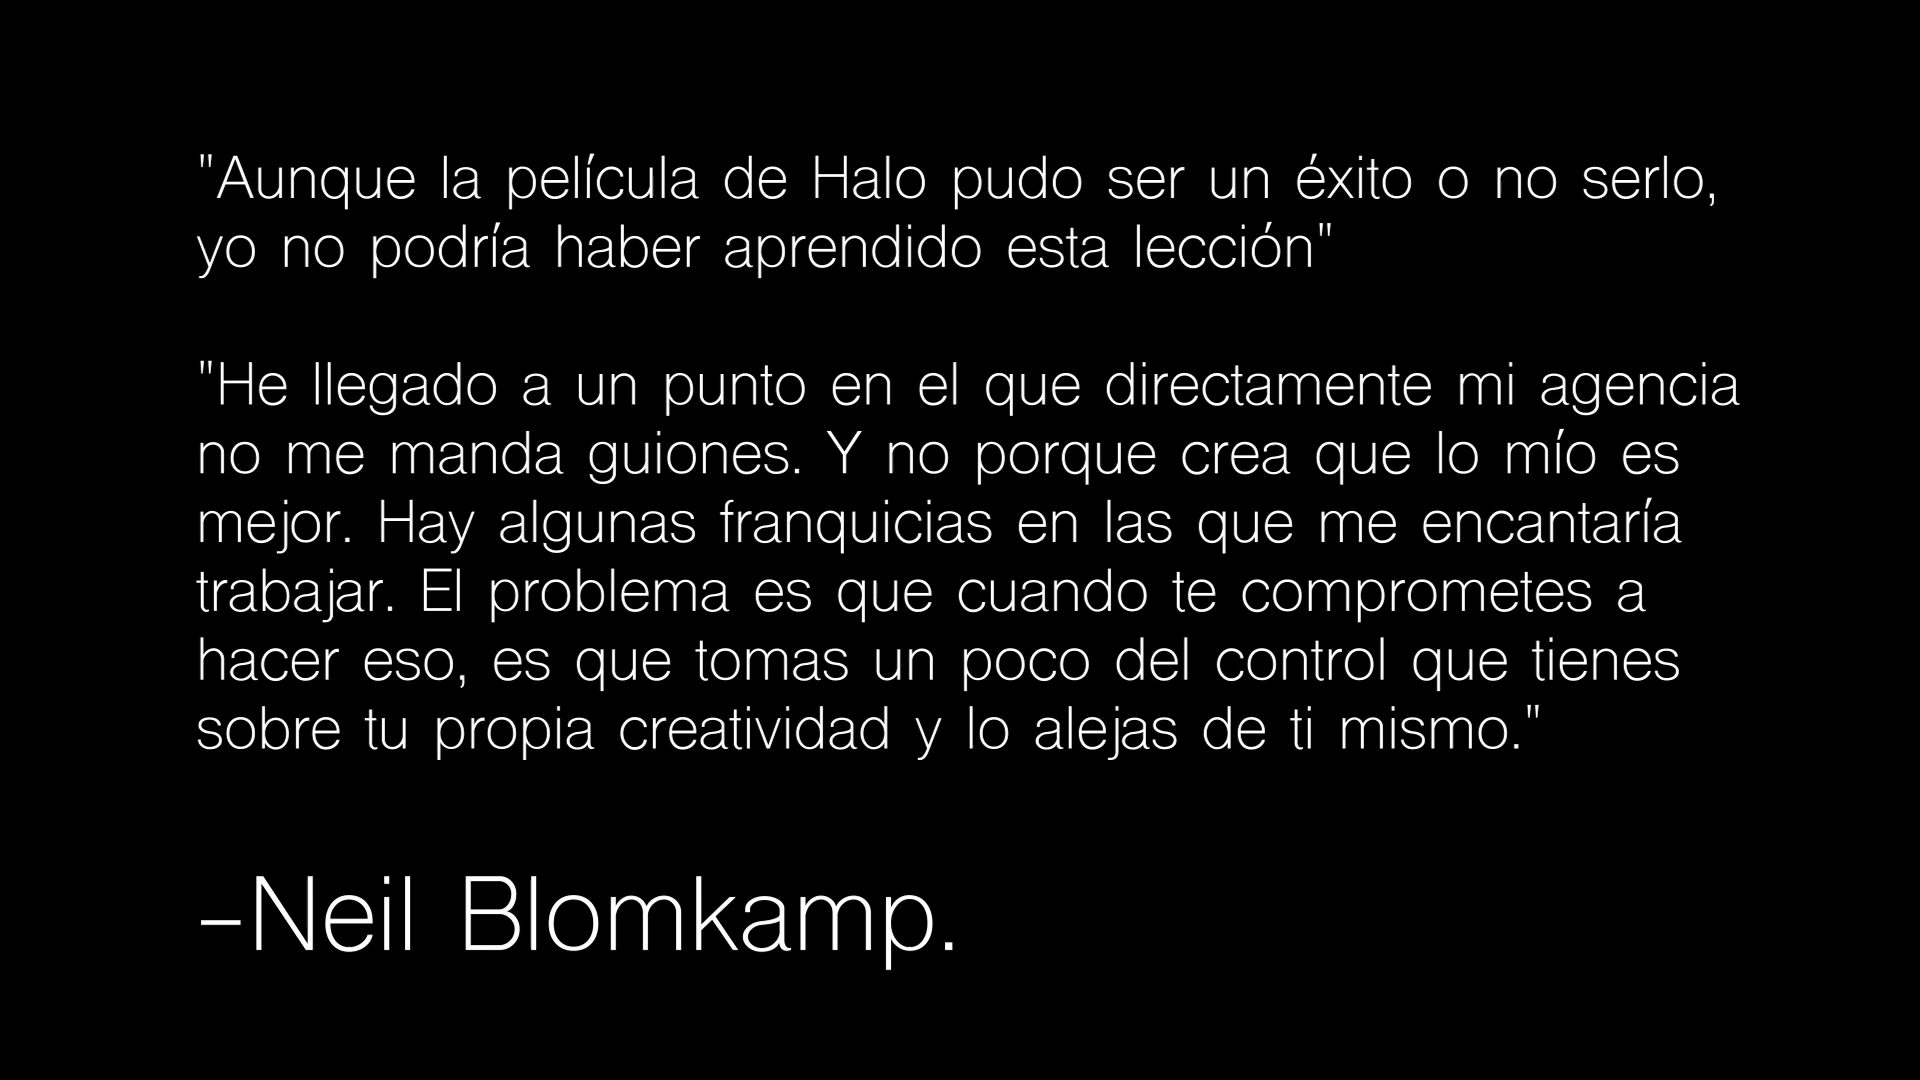 "Aunque la película de Halo pudo ser un éxito o no serlo,
yo no podría haber aprendido esta lección"
"He llegado a un punto en el que directamente mi agencia
no me manda guiones. Y no porque crea que lo mío es
mejor. Hay algunas franquicias en las que me encantaría
trabajar. El problema es que cuando te comprometes a
hacer eso, es que tomas un poco del control que tienes
sobre tu propia creatividad y lo alejas de ti mismo."
-Neil Blomkamp.